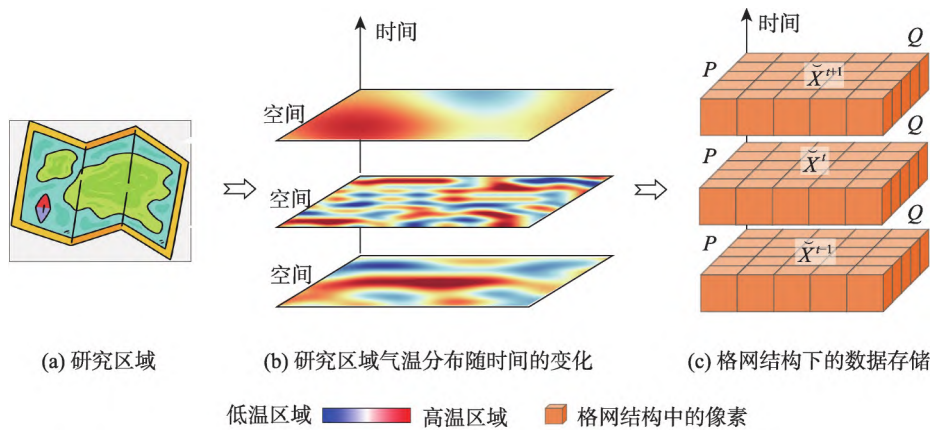 时间
空间
空间
空间
时间
P
Q
X̆ᵗ⁺¹
P
Q
X̆ᵗ
P
Q
X̆ᵗ⁻¹
(a) 研究区域
(b) 研究区域气温分布随时间的变化
(c) 格网结构下的数据存储
低温区域
高温区域
格网结构中的像素